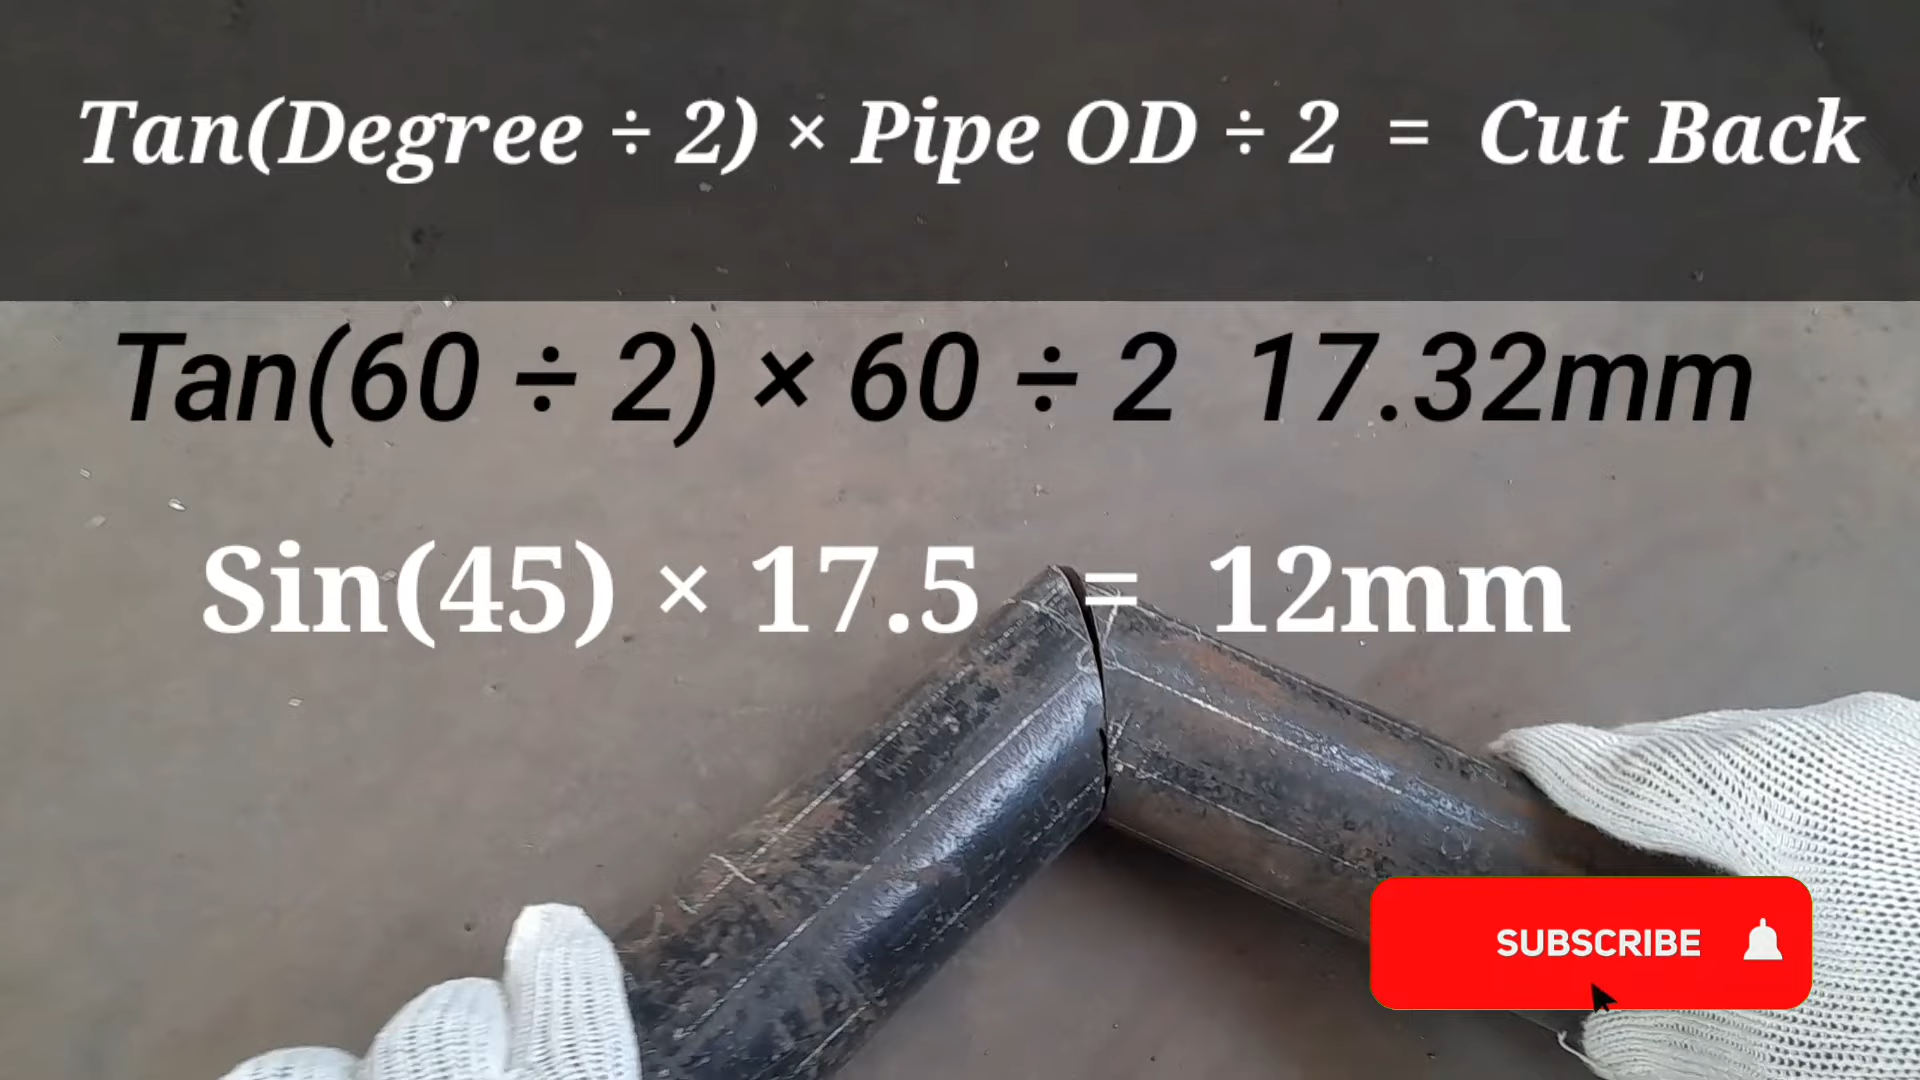 Tan(Degree ÷ 2) × Pipe OD ÷ 2 = Cut Back
Tan(60 ÷ 2) × 60 ÷ 2 17.32mm
Sin(45) × 17.5 = 12mm
SUBSCRIBE